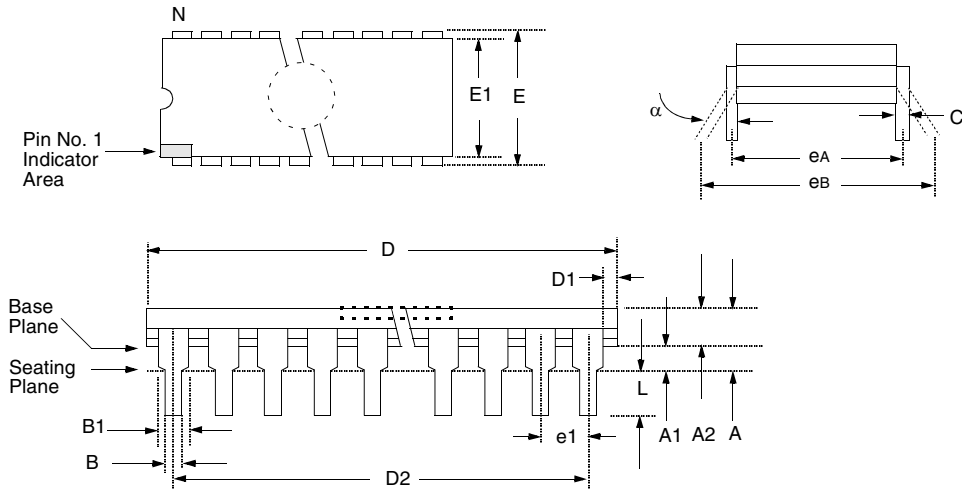 N
E1
E
Pin No. 1
Indicator
Area
α
C
eA
eB
D
D1
Base
Plane
Seating
Plane
L
B1
e1
A1
A2
A
B
D2